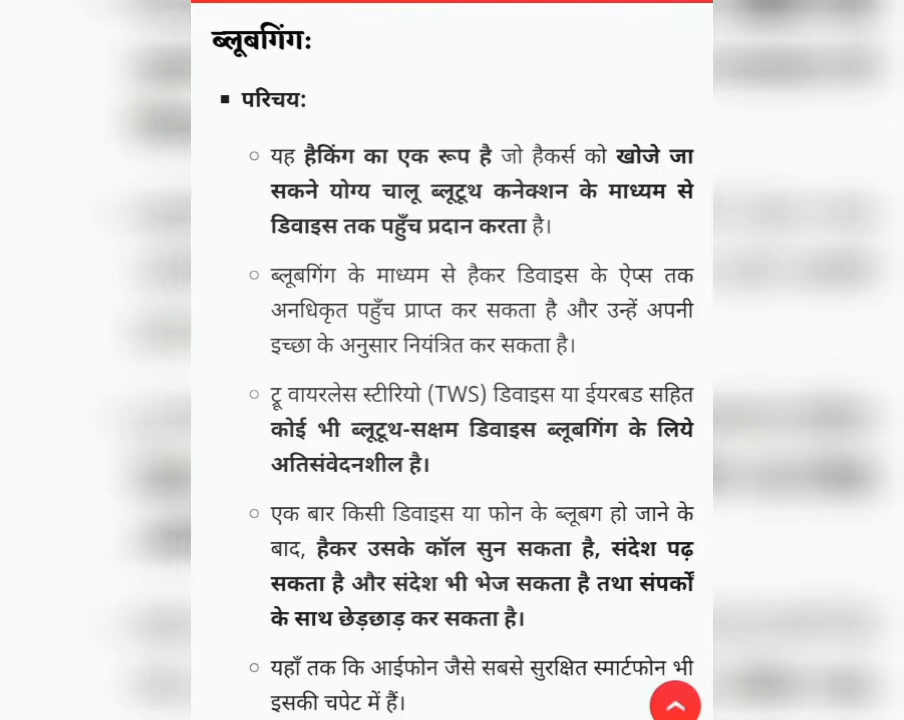 ब्लूबगिंग:
▪ परिचय:
○ यह हैकिंग का एक रूप है जो हैकर्स को खोजे जा
सकने योग्य चालू ब्लूटूथ कनेक्शन के माध्यम से
डिवाइस तक पहुँच प्रदान करता है।
○ ब्लूबगिंग के माध्यम से हैकर डिवाइस के ऐप्स तक
अनधिकृत पहुँच प्राप्त कर सकता है और उन्हें अपनी
इच्छा के अनुसार नियंत्रित कर सकता है।
○ ट्रू वायरलेस स्टीरियो (TWS) डिवाइस या ईयरबड सहित
कोई भी ब्लूटूथ-सक्षम डिवाइस ब्लूबगिंग के लिये
अतिसंवेदनशील है।
○ एक बार किसी डिवाइस या फोन के ब्लूबग हो जाने के
बाद, हैकर उसके कॉल सुन सकता है, संदेश पढ़
सकता है और संदेश भी भेज सकता है तथा संपर्कों
के साथ छेड़छाड़ कर सकता है।
○ यहाँ तक कि आईफोन जैसे सबसे सुरक्षित स्मार्टफोन भी
इसकी चपेट में हैं।